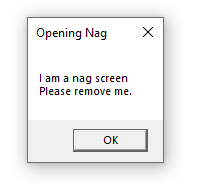 Opening Nag
I am a nag screen
Please remove me.
OK